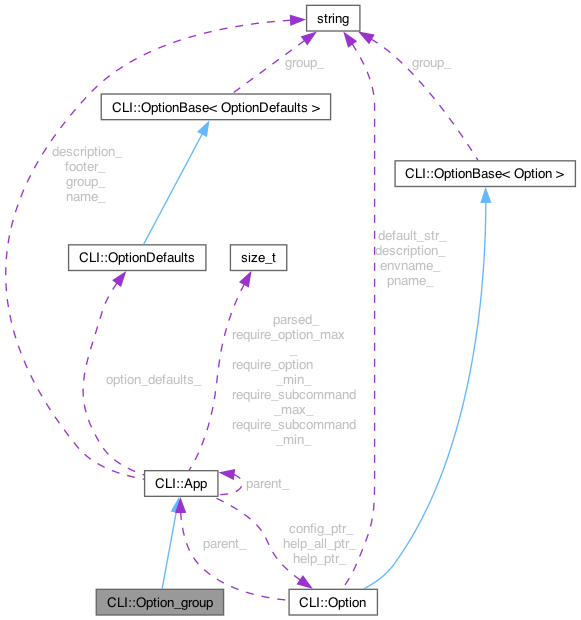 string
group_
group_
CLI::OptionBase< OptionDefaults >
description_
footer_
group_
name_
CLI::OptionBase< Option >
default_str_
description_
envname_
pname_
CLI::OptionDefaults
size_t
parsed_
require_option_max
_
require_option
_min_
require_subcommand
_max_
require_subcommand
_min_
option_defaults_
CLI::App
parent_
config_ptr_
help_all_ptr_
help_ptr_
parent_
CLI::Option_group
CLI::Option